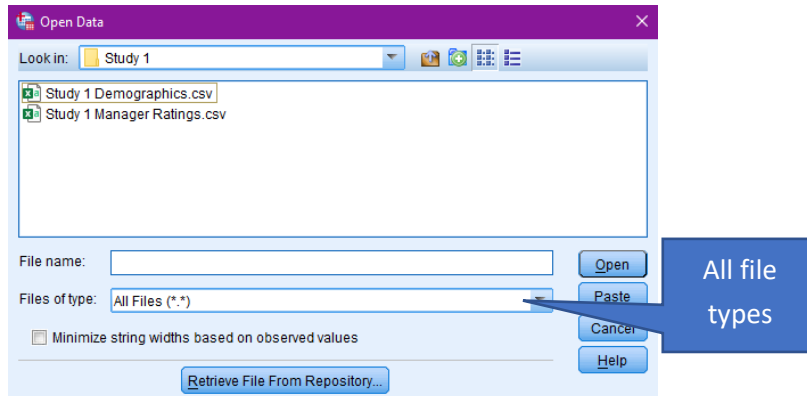 Open Data
Look in: Study 1
Study 1 Demographics.csv
Study 1 Manager Ratings.csv
File name:
Open
Files of type: All Files (*.*)
Paste
Minimize string widths based on observed values
Cancel
Help
Retrieve File From Repository...
All file
types